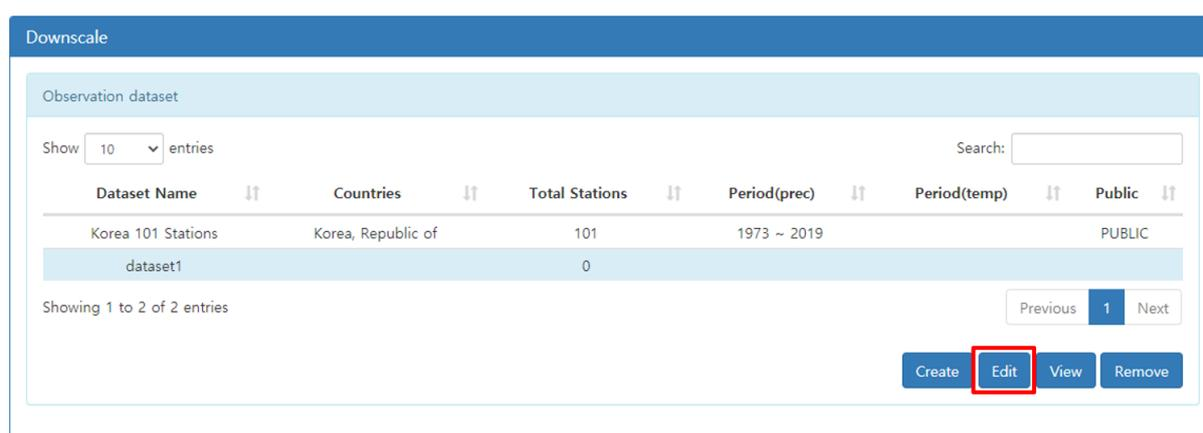 Downscale
Observation dataset
Show 10 entries Search:
Dataset Name Countries Total Stations Period(prec) Period(temp) Public
Korea 101 Stations Korea, Republic of 101 1973 ~ 2019 PUBLIC
dataset1 0
Showing 1 to 2 of 2 entries Previous 1 Next
Create Edit View Remove